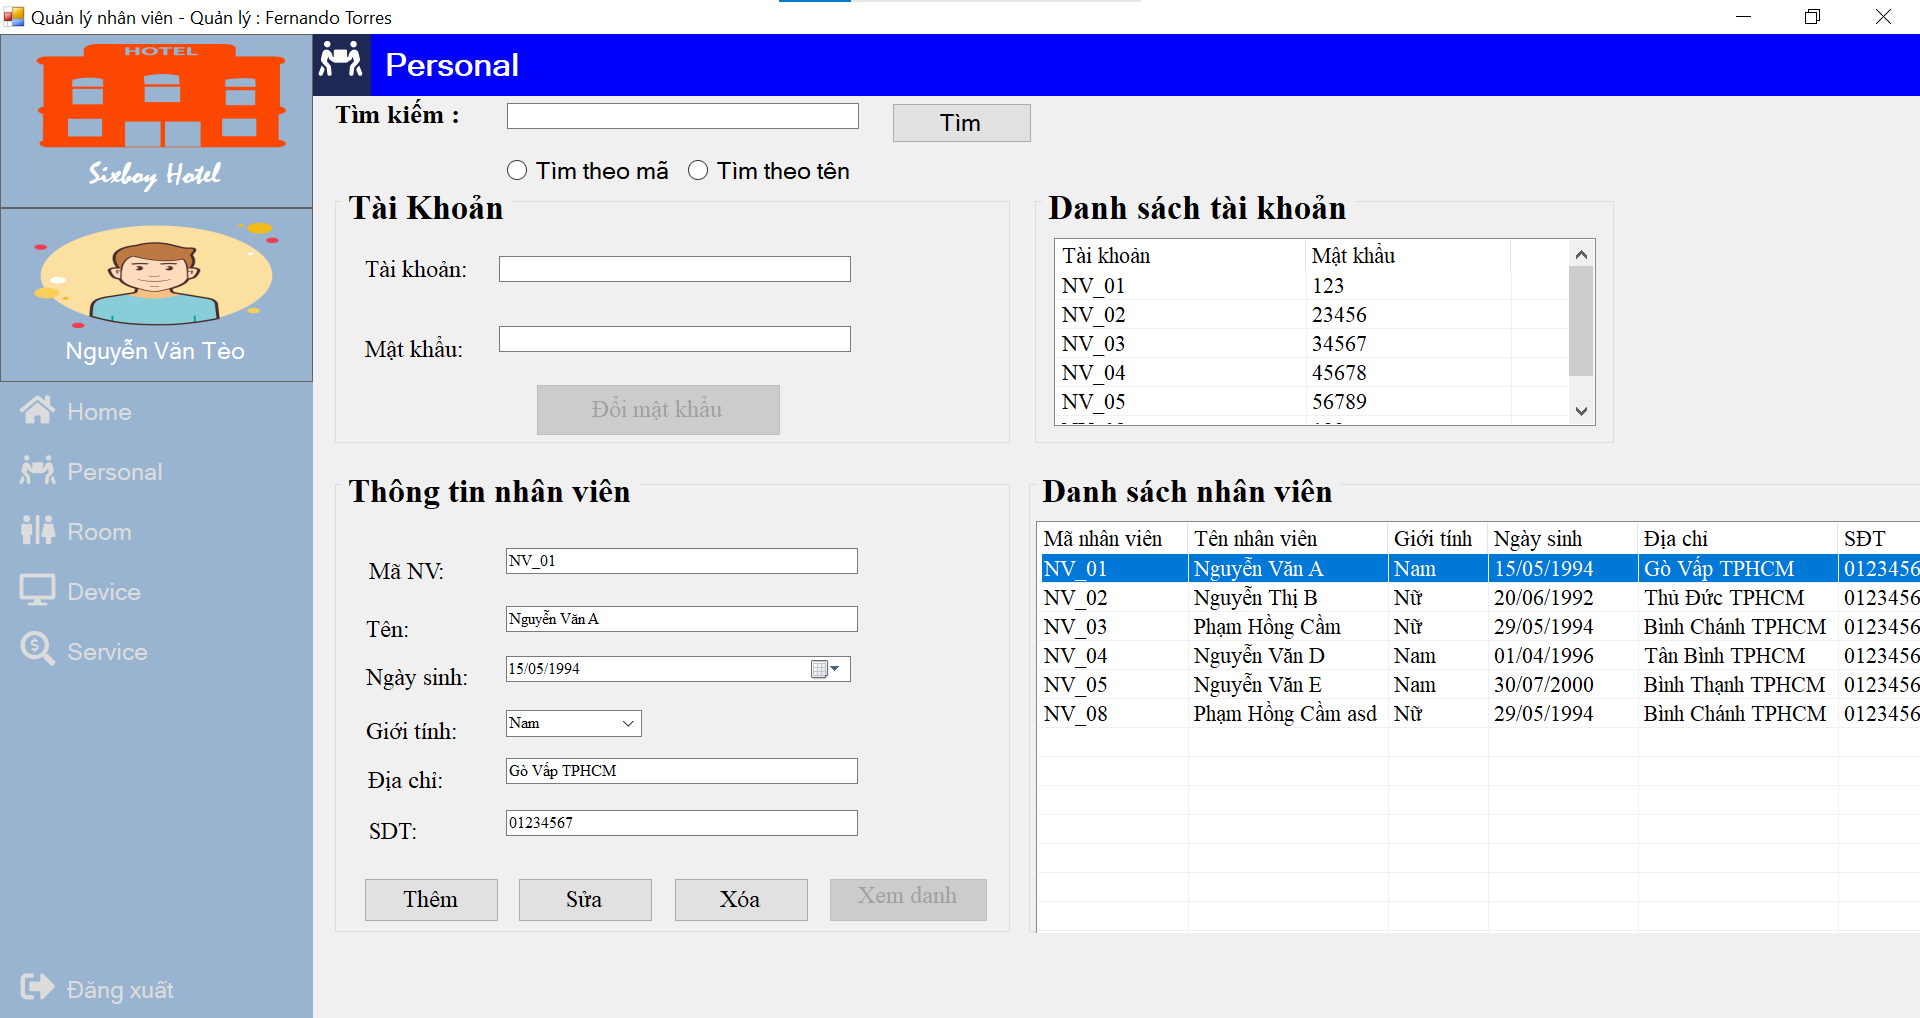 Quản lý nhân viên - Quản lý : Fernando Torres
HOTEL
Sixboy Hotel
Nguyễn Văn Tèo
Home
Personal
Room
Device
Service
Đăng xuất
Personal
Tìm kiếm :
Tìm
Tìm theo mã Tìm theo tên
Tài Khoản
Tài khoản:
Mật khẩu:
Đổi mật khẩu
Danh sách tài khoản
Tài khoản Mật khẩu
NV_01 123
NV_02 23456
NV_03 34567
NV_04 45678
NV_05 56789
Thông tin nhân viên
Mã NV: NV_01
Tên: Nguyễn Văn A
Ngày sinh: 15/05/1994
Giới tính: Nam
Địa chỉ: Gò Vấp TPHCM
SDT: 01234567
Thêm Sửa Xóa Xem danh
Danh sách nhân viên
Mã nhân viên Tên nhân viên Giới tính Ngày sinh Địa chỉ SĐT
NV_01 Nguyễn Văn A Nam 15/05/1994 Gò Vấp TPHCM 0123456
NV_02 Nguyễn Thị B Nữ 20/06/1992 Thủ Đức TPHCM 0123456
NV_03 Phạm Hồng Cầm Nữ 29/05/1994 Bình Chánh TPHCM 0123456
NV_04 Nguyễn Văn D Nam 01/04/1996 Tân Bình TPHCM 0123456
NV_05 Nguyễn Văn E Nam 30/07/2000 Bình Thạnh TPHCM 0123456
NV_08 Phạm Hồng Cầm asd Nữ 29/05/1994 Bình Chánh TPHCM 0123456